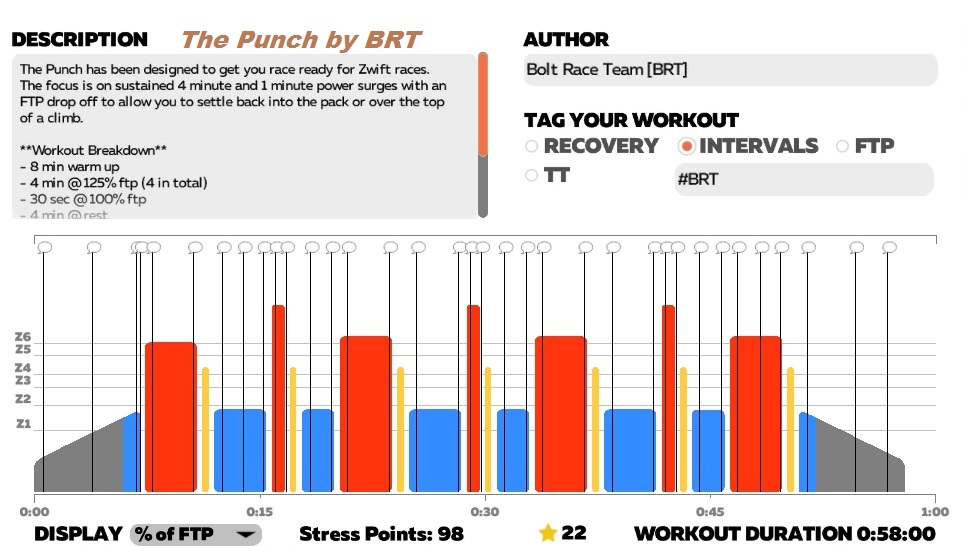 DESCRIPTION The Punch by BRT
The Punch has been designed to get you race ready for Zwift races.
The focus is on sustained 4 minute and 1 minute power surges with an
FTP drop off to allow you to settle back into the pack or over the top
of a climb.
**Workout Breakdown**
- 8 min warm up
- 4 min @125% ftp (4 in total)
- 30 sec @100% ftp
- 4 min @ rest
AUTHOR
Bolt Race Team [BRT]
TAG YOUR WORKOUT
RECOVERY INTERVALS FTP
TT #BRT
Z6
Z5
Z4
Z3
Z2
Z1
0:00 0:15 0:30 0:45 1:00
DISPLAY % of FTP Stress Points: 98 22 WORKOUT DURATION 0:58:00